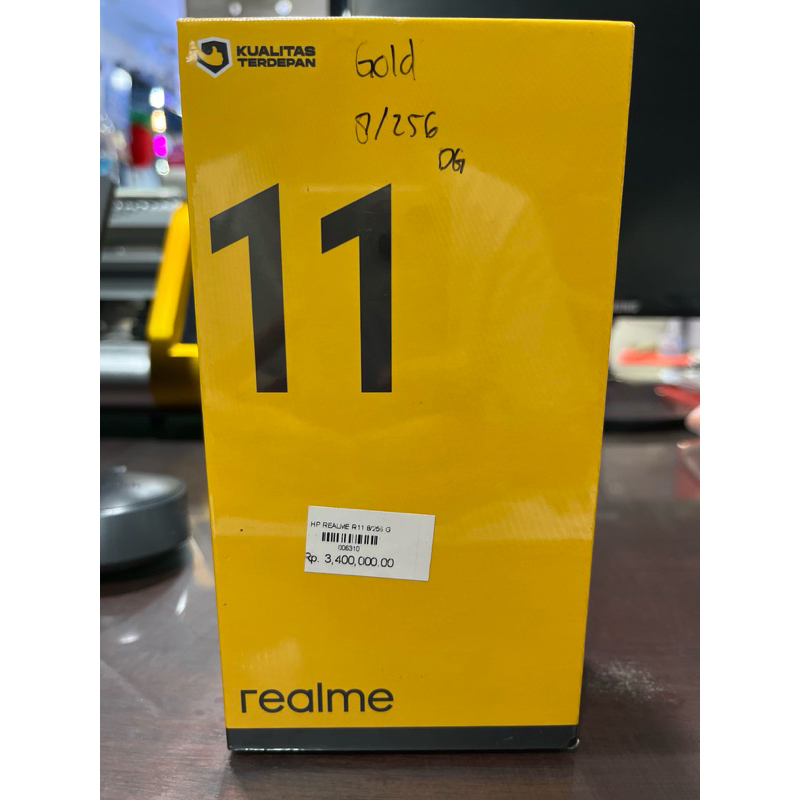 KUALITAS
TERDEPAN
Gold
8/256
DG
11
HP REALME R11 8/256 G
006310
Rp. 3,400,000.00
realme